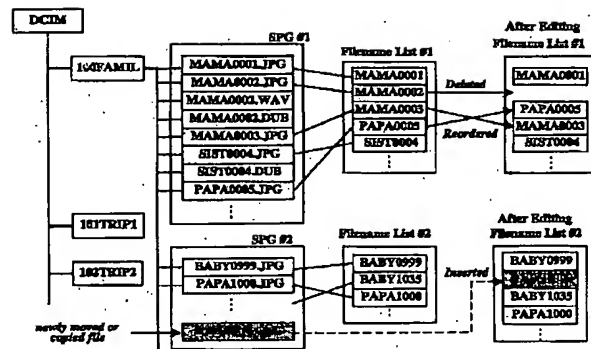 DCIM
100FAMIL
101TRIP1
102TRIP2
newly moved or
copied file
SPG #1
MAMA0001.JPG
MAMA0002.JPG
MAMA0002.WAV
MAMA0002.DUB
MAMA0003.JPG
SIST0004.JPG
SIST0004.DUB
PAPA0005.JPG
SPG #2
BABY0999.JPG
PAPA1000.JPG
Filename List #1
MAMA0001
MAMA0002
MAMA0003
PAPA0005
SIST0004
Filename List #2
BABY0999
BABY1035
PAPA1000
Deleted
Reordered
Inserted
After Editing
Filename List #1
MAMA0001
PAPA0005
MAMA0003
SIST0004
After Editing
Filename List #2
BABY0999
BABY1035
PAPA1000